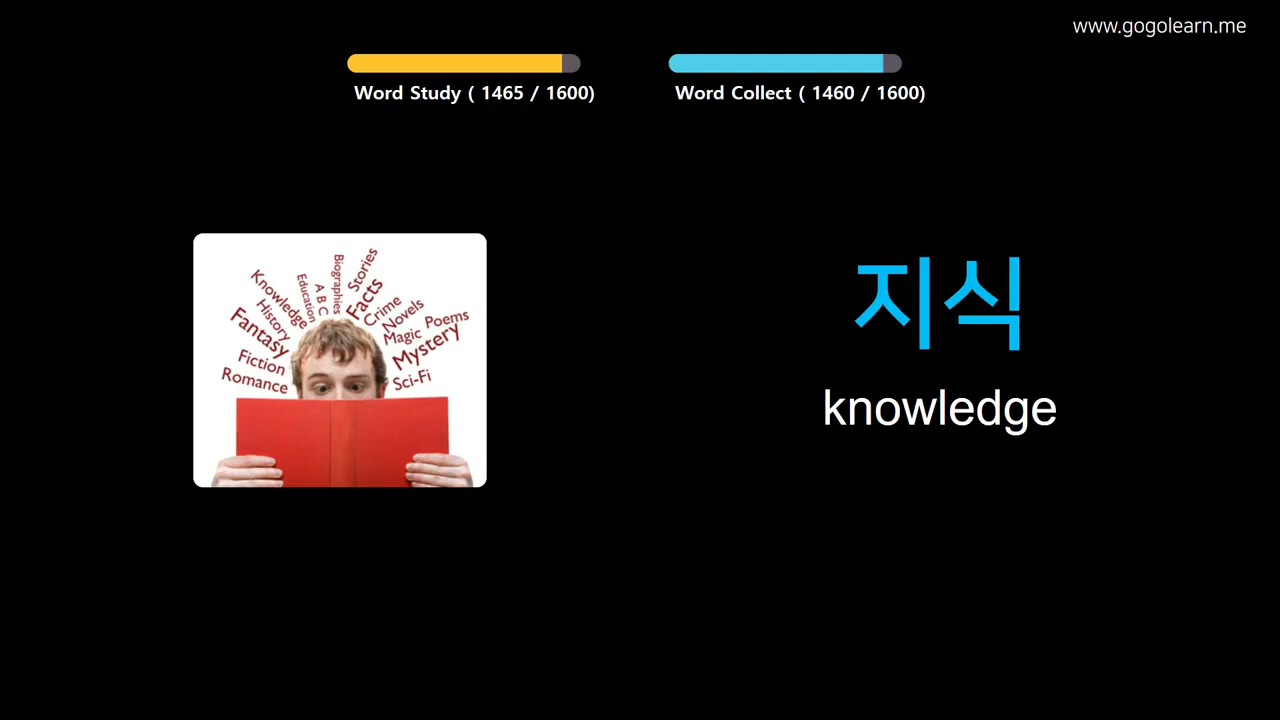 www.gogolearn.me
Word Study ( 1465 / 1600)
Word Collect ( 1460 / 1600)
지식
knowledge
Stories
Biographies
Facts
A B C
Education
Knowledge
Crime
Novels
History
Poems
Fantasy
Magic
Mystery
Fiction
Romance
Sci-Fi